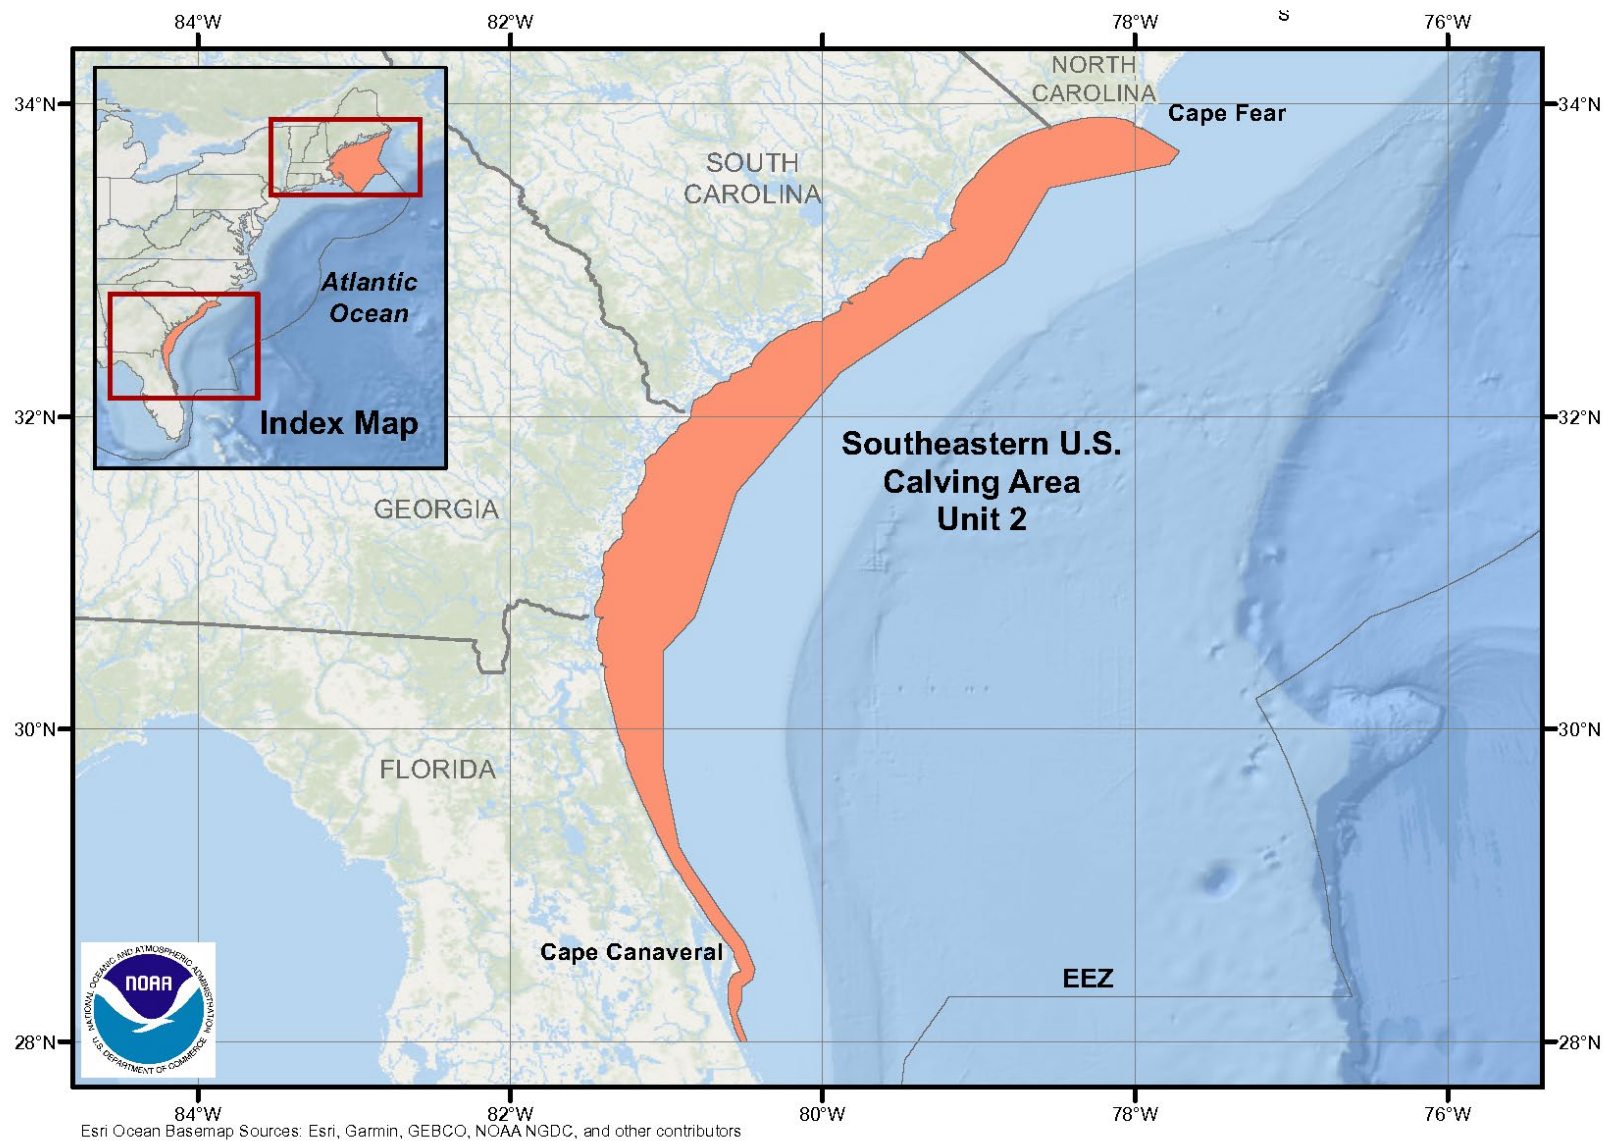 84°W 82°W 78°W S 76°W
NORTH
CAROLINA
34°N 34°N
Cape Fear
SOUTH
CAROLINA
Atlantic
Ocean
Index Map
32°N 32°N
Southeastern U.S.
Calving Area
Unit 2
GEORGIA
30°N 30°N
FLORIDA
Cape Canaveral
EEZ
NATIONAL OCEANIC AND ATMOSPHERIC ADMINISTRATION
NOAA
U.S. DEPARTMENT OF COMMERCE
28°N 28°N
84°W 82°W 80°W 78°W 76°W
Esri Ocean Basemap Sources: Esri, Garmin, GEBCO, NOAA NGDC, and other contributors